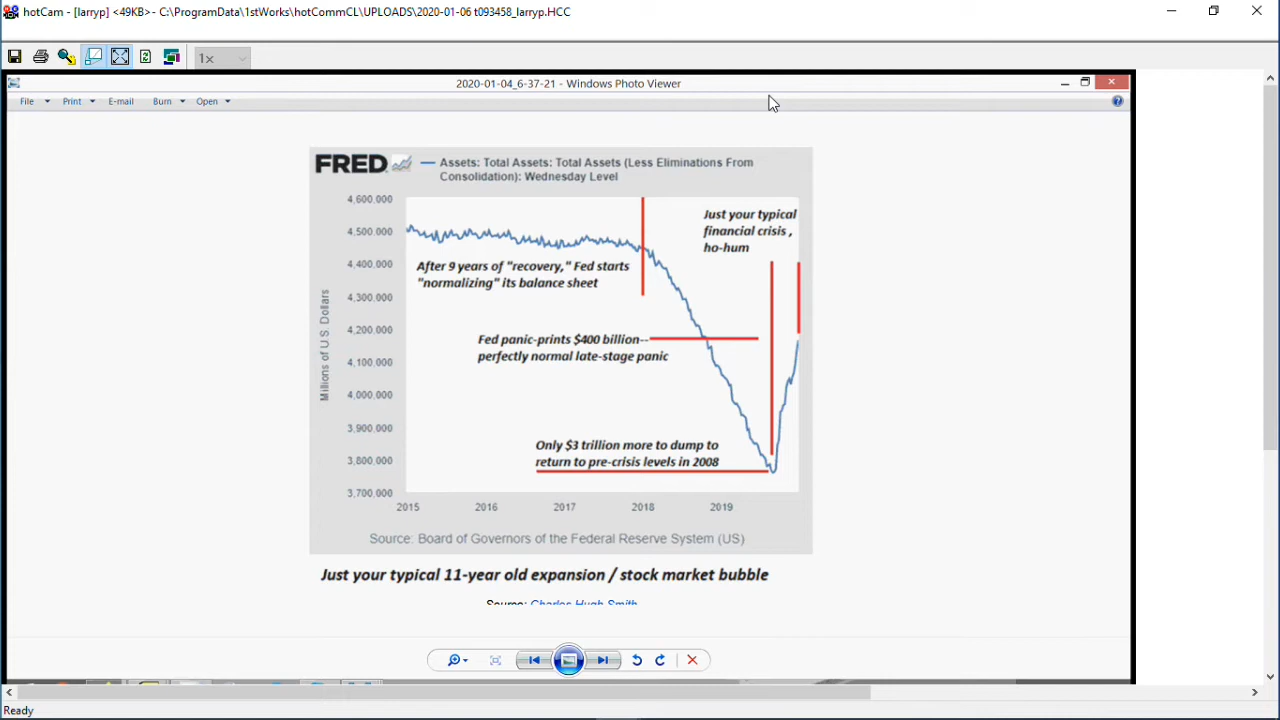 hotCam - [larryp] <49KB> - C:\ProgramData\1stWorks\hotCommCL\UPLOADS\2020-01-06 t093458_larryp.HCC
1x
2020-01-04_6-37-21 - Windows Photo Viewer
File Print E-mail Burn Open
FRED
Assets: Total Assets: Total Assets (Less Eliminations From
Consolidation): Wednesday Level
4,600,000
4,500,000
4,400,000
4,300,000
4,200,000
4,100,000
4,000,000
3,900,000
3,800,000
3,700,000
Millions of U.S. Dollars
Just your typical
financial crisis ,
ho-hum
After 9 years of "recovery," Fed starts
"normalizing" its balance sheet
Fed panic-prints $400 billion--
perfectly normal late-stage panic
Only $3 trillion more to dump to
return to pre-crisis levels in 2008
2015 2016 2017 2018 2019
Source: Board of Governors of the Federal Reserve System (US)
Just your typical 11-year old expansion / stock market bubble
Source: Charles Hugh Smith
Ready